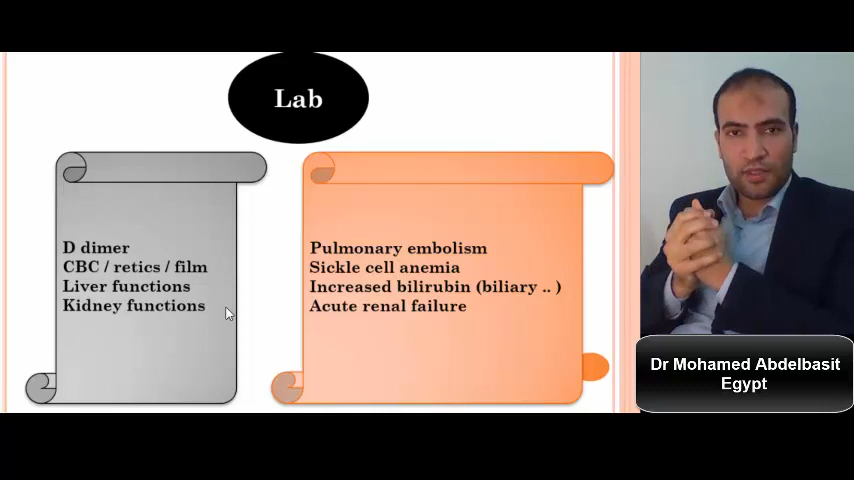 Lab
D dimer
CBC / retics / film
Liver functions
Kidney functions
Pulmonary embolism
Sickle cell anemia
Increased bilirubin (biliary .. )
Acute renal failure
Dr Mohamed Abdelbasit
Egypt